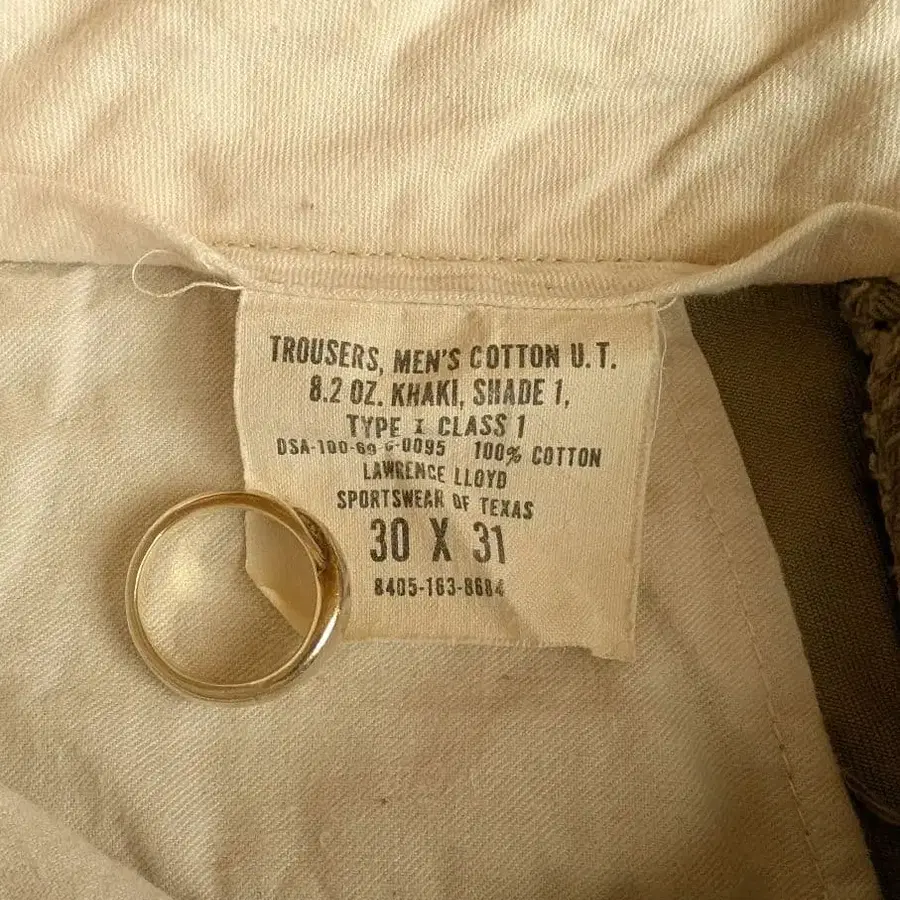 TROUSERS, MEN'S COTTON U.T.
8.2 OZ. KHAKI, SHADE 1,
TYPE I CLASS 1
100% COTTON
LAWRENCE LLOYD
SPORTSWEAR OF TEXAS
30 X 31
8405-163-8684